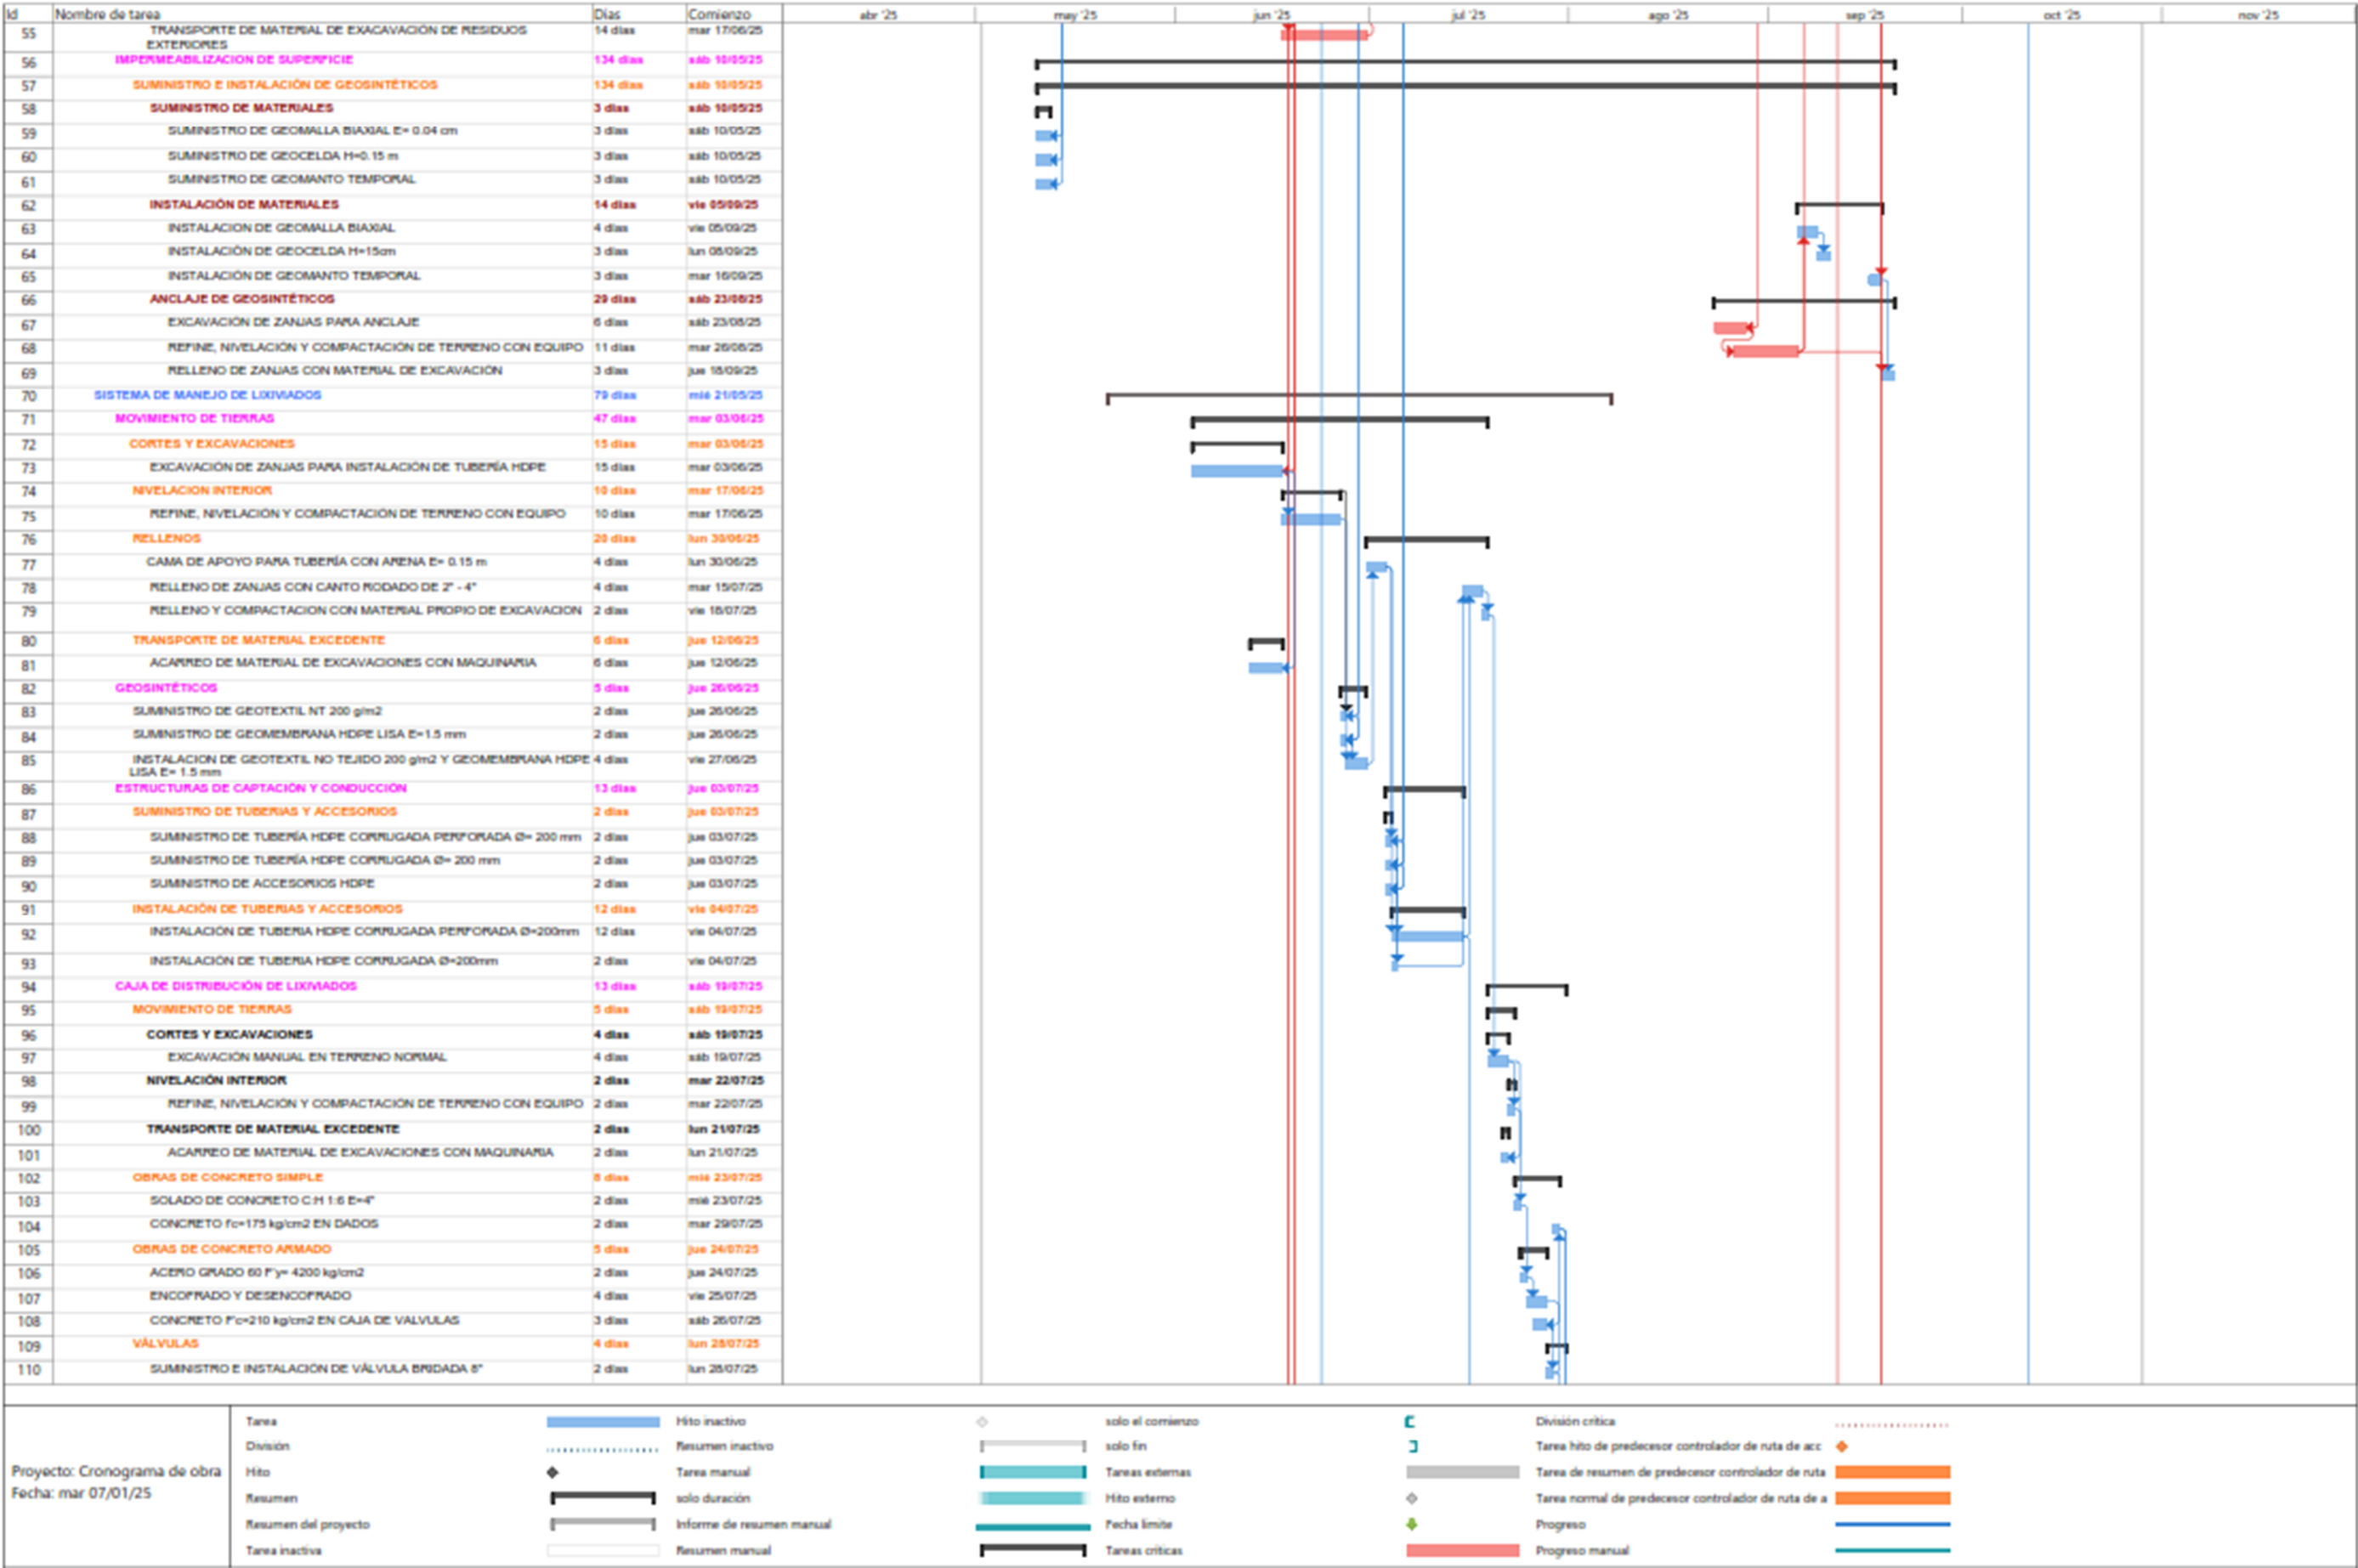 Id Nombre de tarea Días Comienzo abr '25 may '25 jun '25 jul '25 ago '25 sep '25 oct '25 nov '25
55 TRANSPORTE DE MATERIAL DE EXACAVACIÓN DE RESIDUOS 14 días mar 17/06/25
EXTERIORES
56 IMPERMEABILIZACION DE SUPERFICIE 134 días sáb 10/05/25
57 SUMINISTRO E INSTALACIÓN DE GEOSINTÉTICOS 134 días sáb 10/05/25
58 SUMINISTRO DE MATERIALES 3 días sáb 10/05/25
59 SUMINISTRO DE GEOMALLA BIAXIAL E= 0.04 cm 3 días sáb 10/05/25
60 SUMINISTRO DE GEOCELDA H=0.15 m 3 días sáb 10/05/25
61 SUMINISTRO DE GEOMANTO TEMPORAL 3 días sáb 10/05/25
62 INSTALACIÓN DE MATERIALES 14 días vie 05/09/25
63 INSTALACION DE GEOMALLA BIAXIAL 4 días vie 05/09/25
64 INSTALACIÓN DE GEOCELDA H=15cm 3 días lun 08/09/25
65 INSTALACIÓN DE GEOMANTO TEMPORAL 3 días mar 16/09/25
66 ANCLAJE DE GEOSINTÉTICOS 29 días sáb 23/08/25
67 EXCAVACIÓN DE ZANJAS PARA ANCLAJE 6 días sáb 23/08/25
68 REFINE, NIVELACIÓN Y COMPACTACIÓN DE TERRENO CON EQUIPO 11 días mar 26/08/25
69 RELLENO DE ZANJAS CON MATERIAL DE EXCAVACIÓN 3 días jue 18/09/25
70 SISTEMA DE MANEJO DE LIXIVIADOS 79 días mié 21/05/25
71 MOVIMIENTO DE TIERRAS 47 días mar 03/06/25
72 CORTES Y EXCAVACIONES 15 días mar 03/06/25
73 EXCAVACIÓN DE ZANJAS PARA INSTALACIÓN DE TUBERÍA HDPE 15 días mar 03/06/25
74 NIVELACION INTERIOR 10 días mar 17/06/25
75 REFINE, NIVELACIÓN Y COMPACTACIÓN DE TERRENO CON EQUIPO 10 días mar 17/06/25
76 RELLENOS 20 días lun 30/06/25
77 CAMA DE APOYO PARA TUBERÍA CON ARENA E= 0.15 m 4 días lun 30/06/25
78 RELLENO DE ZANJAS CON CANTO RODADO DE 2" - 4" 4 días mar 15/07/25
79 RELLENO Y COMPACTACION CON MATERIAL PROPIO DE EXCAVACION 2 días vie 18/07/25
80 TRANSPORTE DE MATERIAL EXCEDENTE 6 días jue 12/06/25
81 ACARREO DE MATERIAL DE EXCAVACIONES CON MAQUINARIA 6 días jue 12/06/25
82 GEOSINTÉTICOS 5 días jue 26/06/25
83 SUMINISTRO DE GEOTEXTIL NT 200 g/m2 2 días jue 26/06/25
84 SUMINISTRO DE GEOMEMBRANA HDPE LISA E=1.5 mm 2 días jue 26/06/25
85 INSTALACION DE GEOTEXTIL NO TEJIDO 200 g/m2 Y GEOMEMBRANA HDPE 4 días vie 27/06/25
LISA E= 1.5 mm
86 ESTRUCTURAS DE CAPTACIÓN Y CONDUCCIÓN 13 días jue 03/07/25
87 SUMINISTRO DE TUBERIAS Y ACCESORIOS 2 días jue 03/07/25
88 SUMINISTRO DE TUBERÍA HDPE CORRUGADA PERFORADA Ø= 200 mm 2 días jue 03/07/25
89 SUMINISTRO DE TUBERÍA HDPE CORRUGADA Ø= 200 mm 2 días jue 03/07/25
90 SUMINISTRO DE ACCESORIOS HDPE 2 días jue 03/07/25
91 INSTALACIÓN DE TUBERIAS Y ACCESORIOS 12 días vie 04/07/25
92 INSTALACIÓN DE TUBERIA HDPE CORRUGADA PERFORADA Ø=200mm 12 días vie 04/07/25
93 INSTALACIÓN DE TUBERIA HDPE CORRUGADA Ø=200mm 2 días vie 04/07/25
94 CAJA DE DISTRIBUCIÓN DE LIXIVIADOS 13 días sáb 19/07/25
95 MOVIMIENTO DE TIERRAS 5 días sáb 19/07/25
96 CORTES Y EXCAVACIONES 4 días sáb 19/07/25
97 EXCAVACIÓN MANUAL EN TERRENO NORMAL 4 días sáb 19/07/25
98 NIVELACIÓN INTERIOR 2 días mar 22/07/25
99 REFINE, NIVELACIÓN Y COMPACTACIÓN DE TERRENO CON EQUIPO 2 días mar 22/07/25
100 TRANSPORTE DE MATERIAL EXCEDENTE 2 días lun 21/07/25
101 ACARREO DE MATERIAL DE EXCAVACIONES CON MAQUINARIA 2 días lun 21/07/25
102 OBRAS DE CONCRETO SIMPLE 8 días mié 23/07/25
103 SOLADO DE CONCRETO C:H 1:6 E=4" 2 días mié 23/07/25
104 CONCRETO f'c=175 kg/cm2 EN DADOS 2 días mar 29/07/25
105 OBRAS DE CONCRETO ARMADO 5 días jue 24/07/25
106 ACERO GRADO 60 F'y= 4200 kg/cm2 2 días jue 24/07/25
107 ENCOFRADO Y DESENCOFRADO 4 días vie 25/07/25
108 CONCRETO F'c=210 kg/cm2 EN CAJA DE VALVULAS 3 días sáb 26/07/25
109 VÁLVULAS 4 días lun 28/07/25
110 SUMINISTRO E INSTALACIÓN DE VÁLVULA BRIDADA 8" 2 días lun 28/07/25
Proyecto: Cronograma de obra
Fecha: mar 07/01/25
Tarea Hito inactivo solo el comienzo División crítica
División Resumen inactivo solo fin Tarea hito de predecesor controlador de ruta de acc
Hito Tarea manual Tareas externas Tarea de resumen de predecesor controlador de ruta
Resumen solo duración Hito externo Tarea normal de predecesor controlador de ruta de a
Resumen del proyecto Informe de resumen manual Fecha límite Progreso
Tarea inactiva Resumen manual Tareas críticas Progreso manual